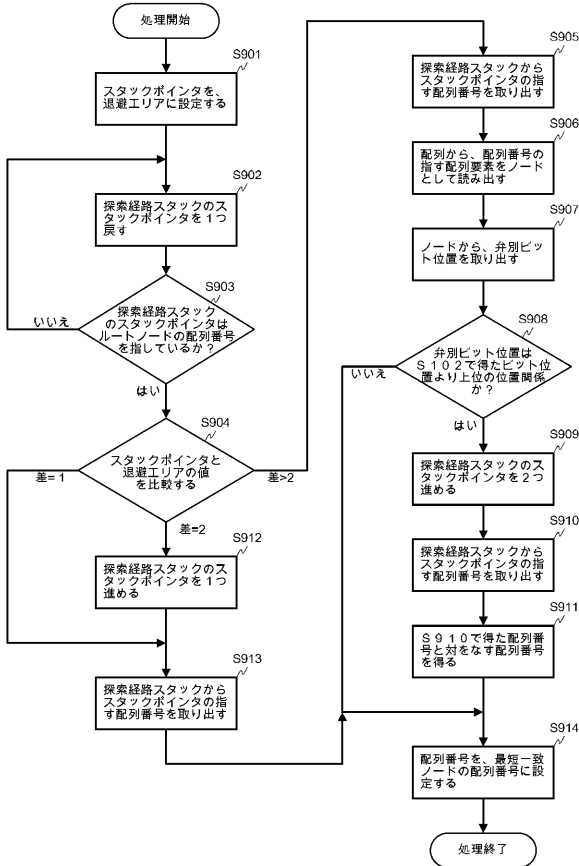 処理開始
S901
スタックポインタを、
退避エリアに設定する
S902
探索経路スタックのス
タックポインタを１つ
戻す
S903
探索経路スタック
のスタックポインタは
ルートノードの配列番号
を指しているか？
いいえ
はい
S904
スタックポインタと
退避エリアの値
を比較する
差= 1
差>2
差=2
S912
探索経路スタックのス
タックポインタを１つ
進める
S913
探索経路スタックから
スタックポインタの指
す配列番号を取り出す
S905
探索経路スタックから
スタックポインタの指
す配列番号を取り出す
S906
配列から、配列番号の
指す配列要素をノード
として読み出す
S907
ノードから、弁別ビッ
ト位置を取り出す
S908
弁別ビット位置は
Ｓ１０２で得たビット位
置より上位の位置関係
か？
いいえ
はい
S909
探索経路スタックのス
タックポインタを２つ
進める
S910
探索経路スタックから
スタックポインタの指
す配列番号を取出す
S911
Ｓ９１０で得た配列番
号と対をなす配列番号
を得る
S914
配列番号を、最短一致
ノードの配列番号に設
定する
処理終了